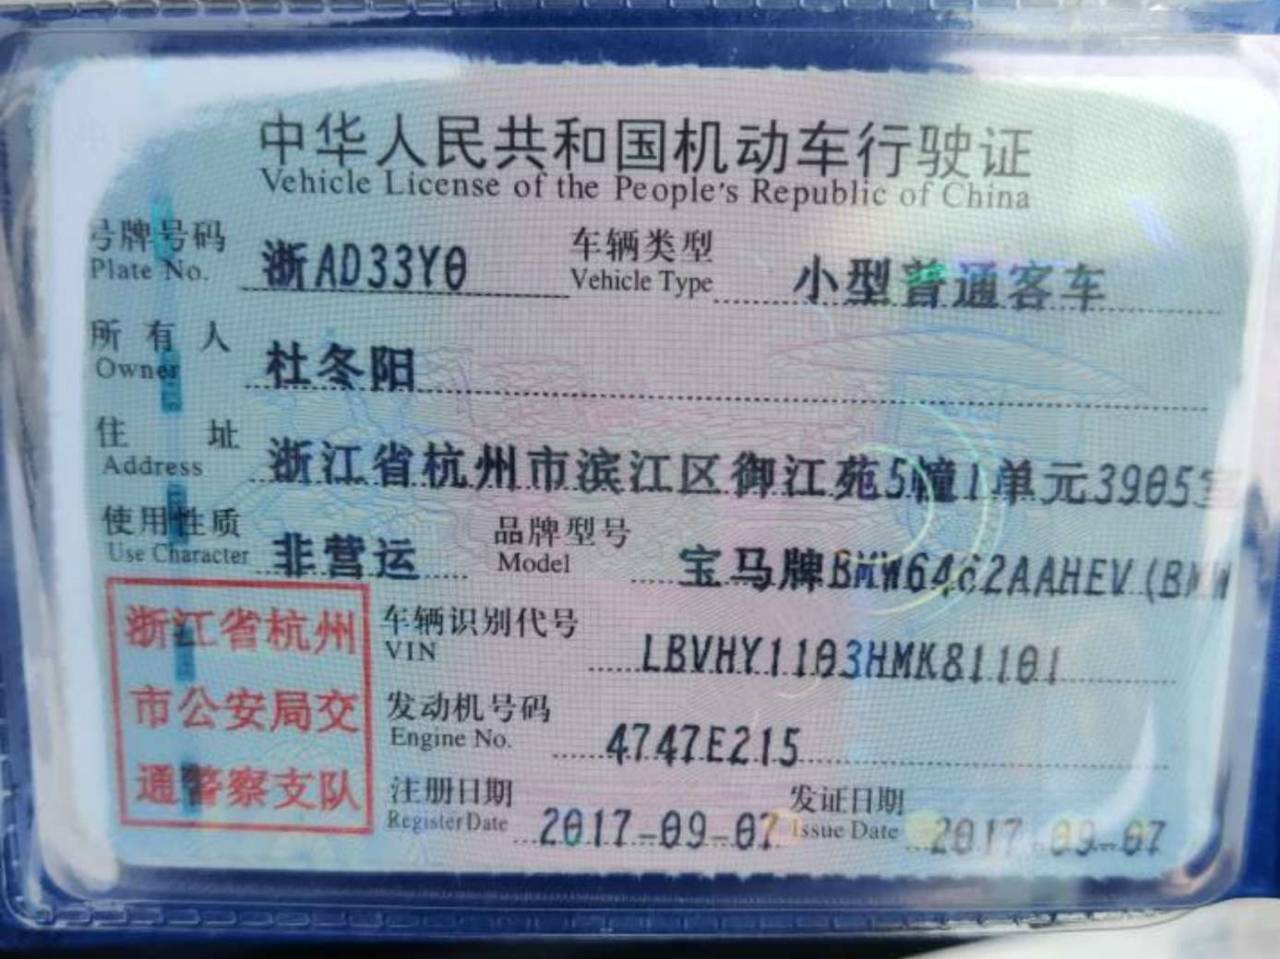 中华人民共和国机动车行驶证
Vehicle License of the People's Republic of China
号牌号码 浙AD33Y0 车辆类型 小型普通客车
Plate No. Vehicle Type
所有人 杜冬阳
Owner
住址 浙江省杭州市滨江区御江苑5幢1单元3905室
Address
使用性质 非营运 品牌型号 宝马牌BMW6462AAHEV(BMW
Use Character Model
浙江省杭州
市公安局交
通警察支队
车辆识别代号 LBVHY1103HMK81101
VIN
发动机号码 4747E215
Engine No.
注册日期 2017-09-07 发证日期 2017-09-07
Register Date Issue Date